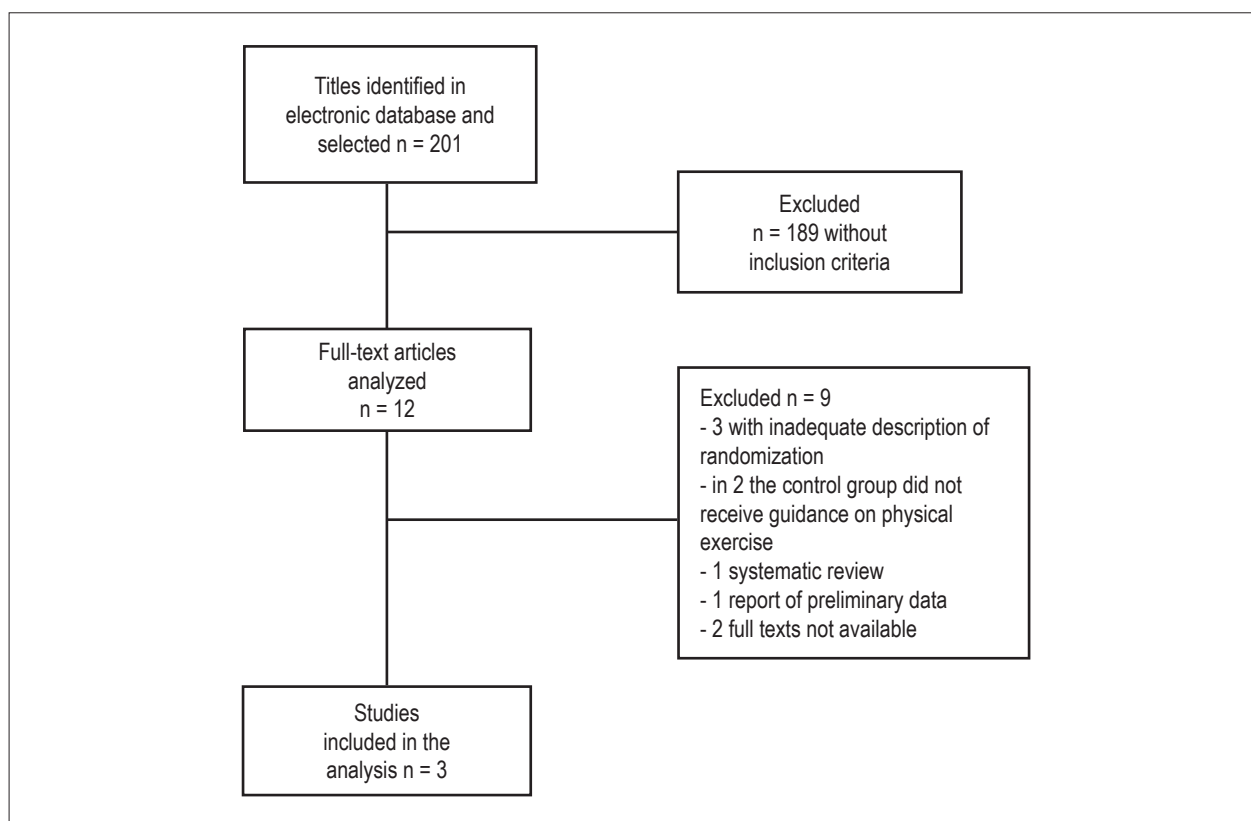 Titles identified in
electronic database and
selected n = 201
Excluded
n = 189 without
inclusion criteria
Full-text articles
analyzed
n = 12
Excluded n = 9
- 3 with inadequate description of
randomization
- in 2 the control group did not
receive guidance on physical
exercise
- 1 systematic review
- 1 report of preliminary data
- 2 full texts not available
Studies
included in the
analysis n = 3